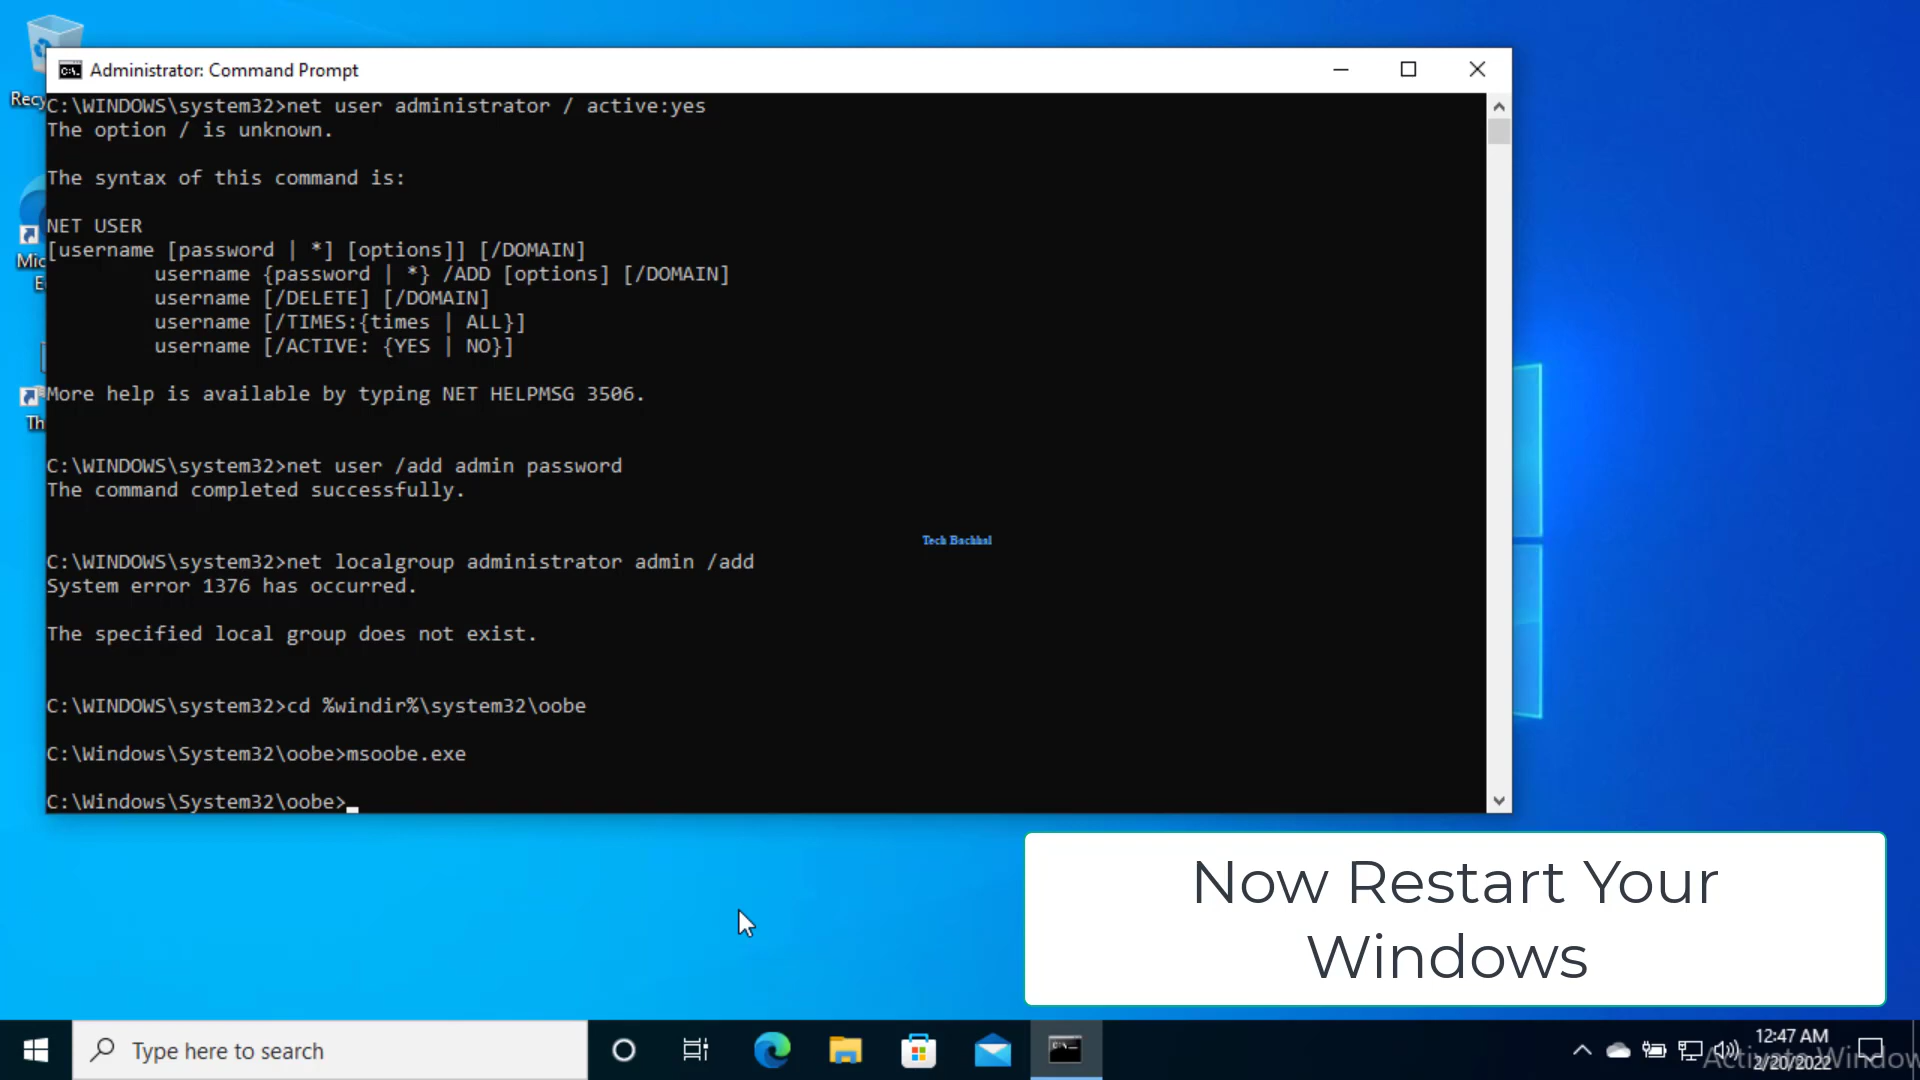 Administrator: Command Prompt
Recy
C:\WINDOWS\system32>net user administrator / active:yes
The option / is unknown.
The syntax of this command is:
NET USER
[username [password | *] [options]] [/DOMAIN]
username {password | *} /ADD [options] [/DOMAIN]
Mic
E
username [/DELETE] [/DOMAIN]
username [/TIMES:{times | ALL}]
username [/ACTIVE: {YES | NO}]
More help is available by typing NET HELPMSG 3506.
Th
C:\WINDOWS\system32>net user /add admin password
The command completed successfully.
Tech Bachhal
C:\WINDOWS\system32>net localgroup administrator admin /add
System error 1376 has occurred.
The specified local group does not exist.
C:\WINDOWS\system32>cd %windir%\system32\oobe
C:\Windows\System32\oobe>msoobe.exe
C:\Windows\System32\oobe>
Now Restart Your
Windows
Type here to search
12:47 AM
2/20/2022
Activate Window